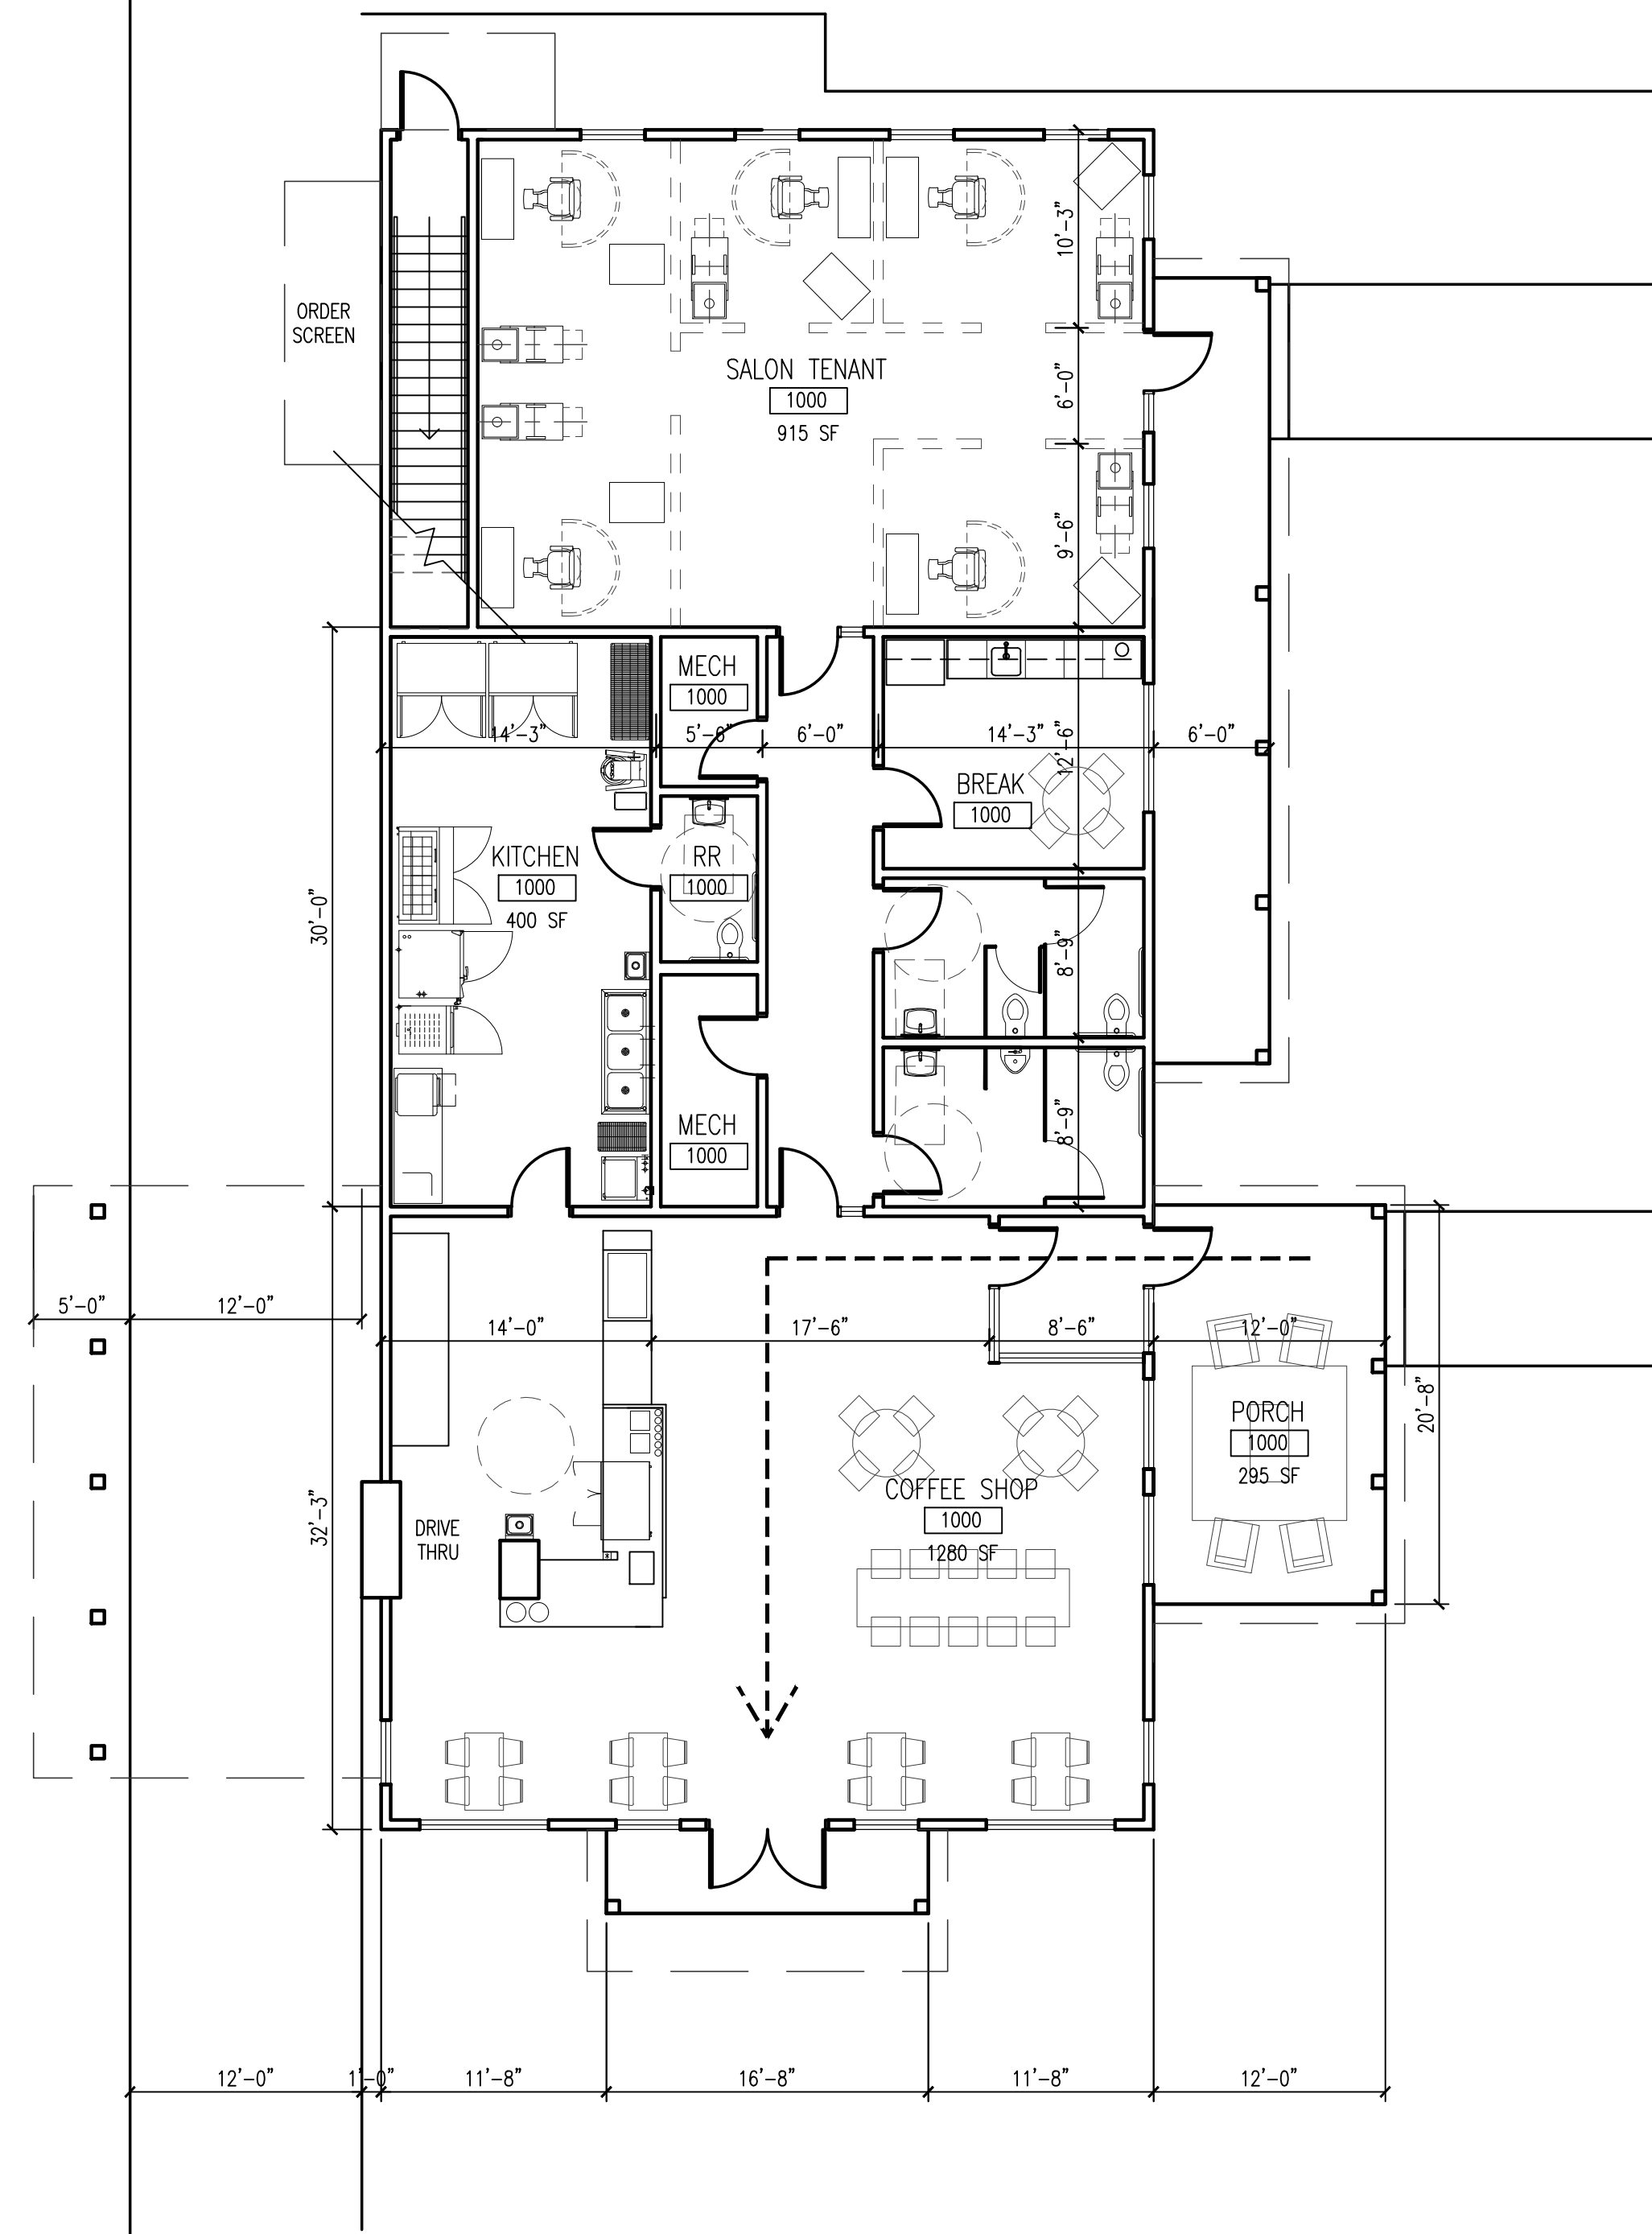 10'-3"
ORDER
SCREEN
SALON TENANT
1000
915 SF
6'-0"
9'-6"
MECH
1000
14'-3"
5'-6"
6'-0"
14'-3"
12'-6"
6'-0"
BREAK
1000
KITCHEN
1000
400 SF
RR
1000
30'-0"
8'-9"
MECH
1000
8'-9"
5'-0"
12'-0"
14'-0"
17'-6"
8'-6"
12'-0"
20'-8"
PORCH
1000
295 SF
COFFEE SHOP
1000
1280 SF
DRIVE
THRU
32'-3"
12'-0"
1'-0"
11'-8"
16'-8"
11'-8"
12'-0"